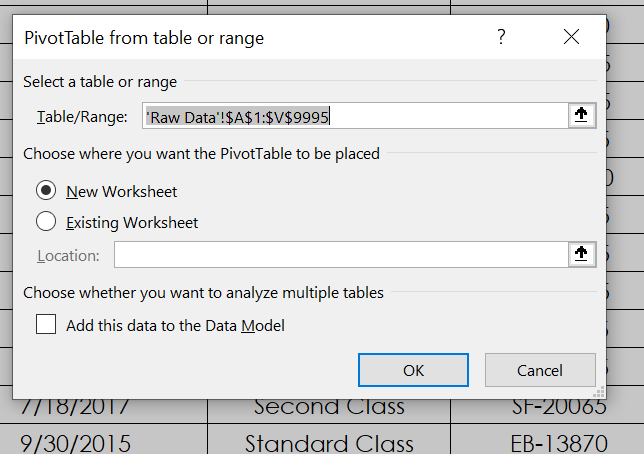 PivotTable from table or range ?
Select a table or range
Table/Range: 'Raw Data'!$A$1:$V$9995
Choose where you want the PivotTable to be placed
New Worksheet
Existing Worksheet
Location:
Choose whether you want to analyze multiple tables
Add this data to the Data Model
OK Cancel
7/18/2017 Second Class SF-20065
9/30/2015 Standard Class EB-13870